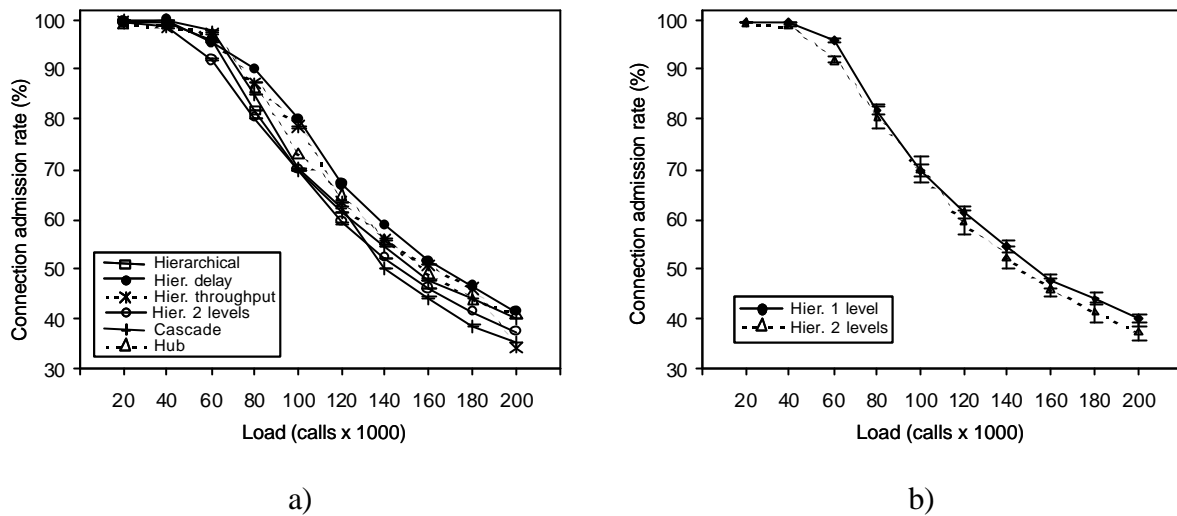 Connection admission rate (%)
100
90
80
70
60
50
40
30
Hierarchical
Hier. delay
Hier. throughput
Hier. 2 levels
Cascade
Hub
20 40 60 80 100 120 140 160 180 200
Load (calls x 1000)
a)
Connection admission rate (%)
100
90
80
70
60
50
40
30
Hier. 1 level
Hier. 2 levels
20 40 60 80 100 120 140 160 180 200
Load (calls x 1000)
b)